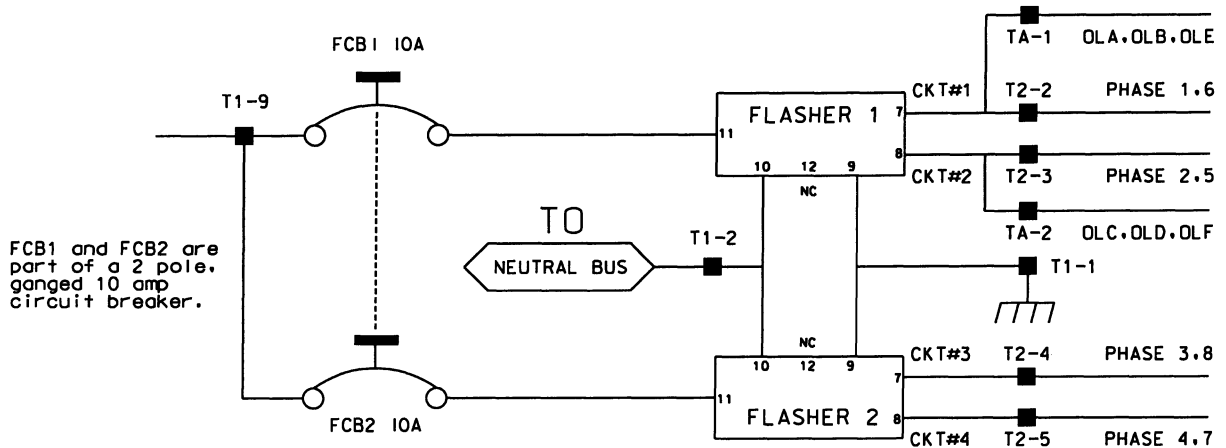 FCB1 10A
T1-9
TA-1 OLA.OLB.OLE
CKT#1 T2-2 PHASE 1.6
FLASHER 1
11
7
8
10 12 9
NC
CKT#2 T2-3 PHASE 2.5
TA-2 OLC.OLD.OLF
TO
NEUTRAL BUS
T1-2
T1-1
FCB1 and FCB2 are
part of a 2 pole.
ganged 10 amp
circuit breaker.
NC
10 12 9
CKT#3 T2-4 PHASE 3.8
11
7
8
FLASHER 2
FCB2 10A
CKT#4 T2-5 PHASE 4.7